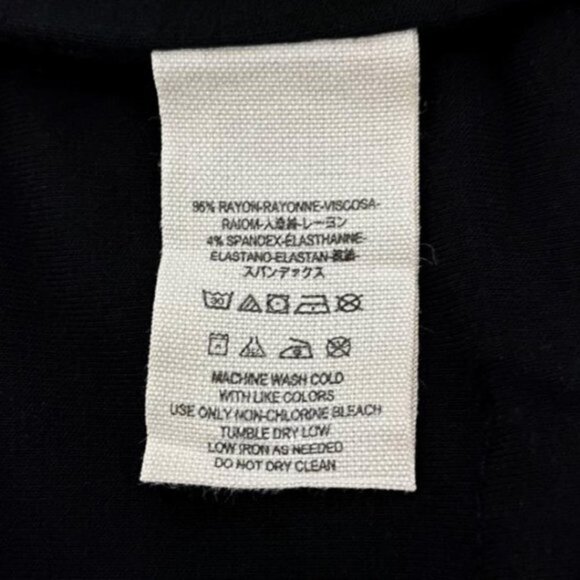 96% RAYON-RAYONNE-VISCOSA-
RAIOM-人造絲-レーヨン
4% SPANDEX-ÉLASTHANNE-
ELASTANO-ELASTAN-
スパンデックス
30
MACHINE WASH COLD
WITH LIKE COLORS
USE ONLY NON-CHLORINE BLEACH
TUMBLE DRY LOW
LOW IRON AS NEEDED
DO NOT DRY CLEAN